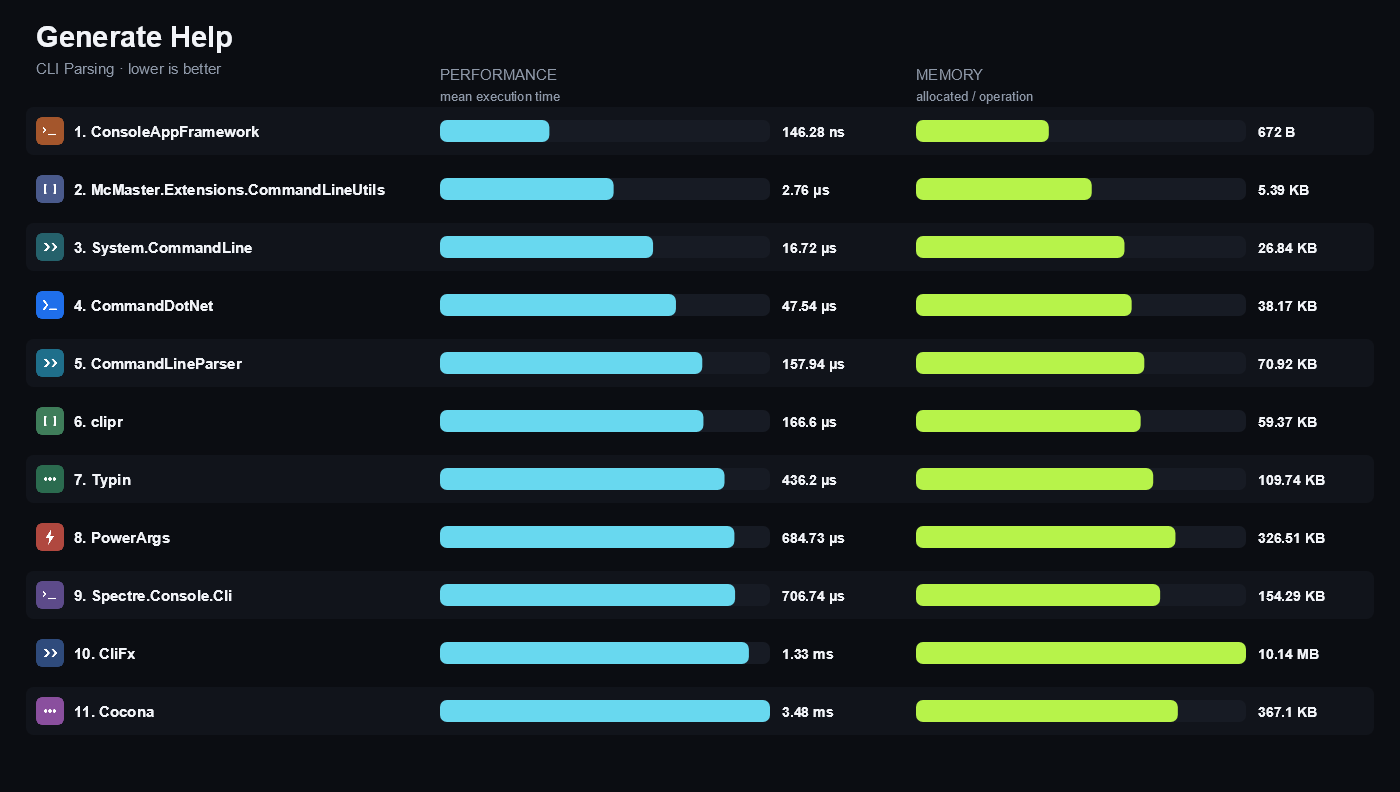 Generate Help
CLI Parsing · lower is better
PERFORMANCE
mean execution time
MEMORY
allocated / operation
1. ConsoleAppFramework 146.28 ns 672 B
2. McMaster.Extensions.CommandLineUtils 2.76 µs 5.39 KB
3. System.CommandLine 16.72 µs 26.84 KB
4. CommandDotNet 47.54 µs 38.17 KB
5. CommandLineParser 157.94 µs 70.92 KB
6. clipr 166.6 µs 59.37 KB
7. Typin 436.2 µs 109.74 KB
8. PowerArgs 684.73 µs 326.51 KB
9. Spectre.Console.Cli 706.74 µs 154.29 KB
10. CliFx 1.33 ms 10.14 MB
11. Cocona 3.48 ms 367.1 KB